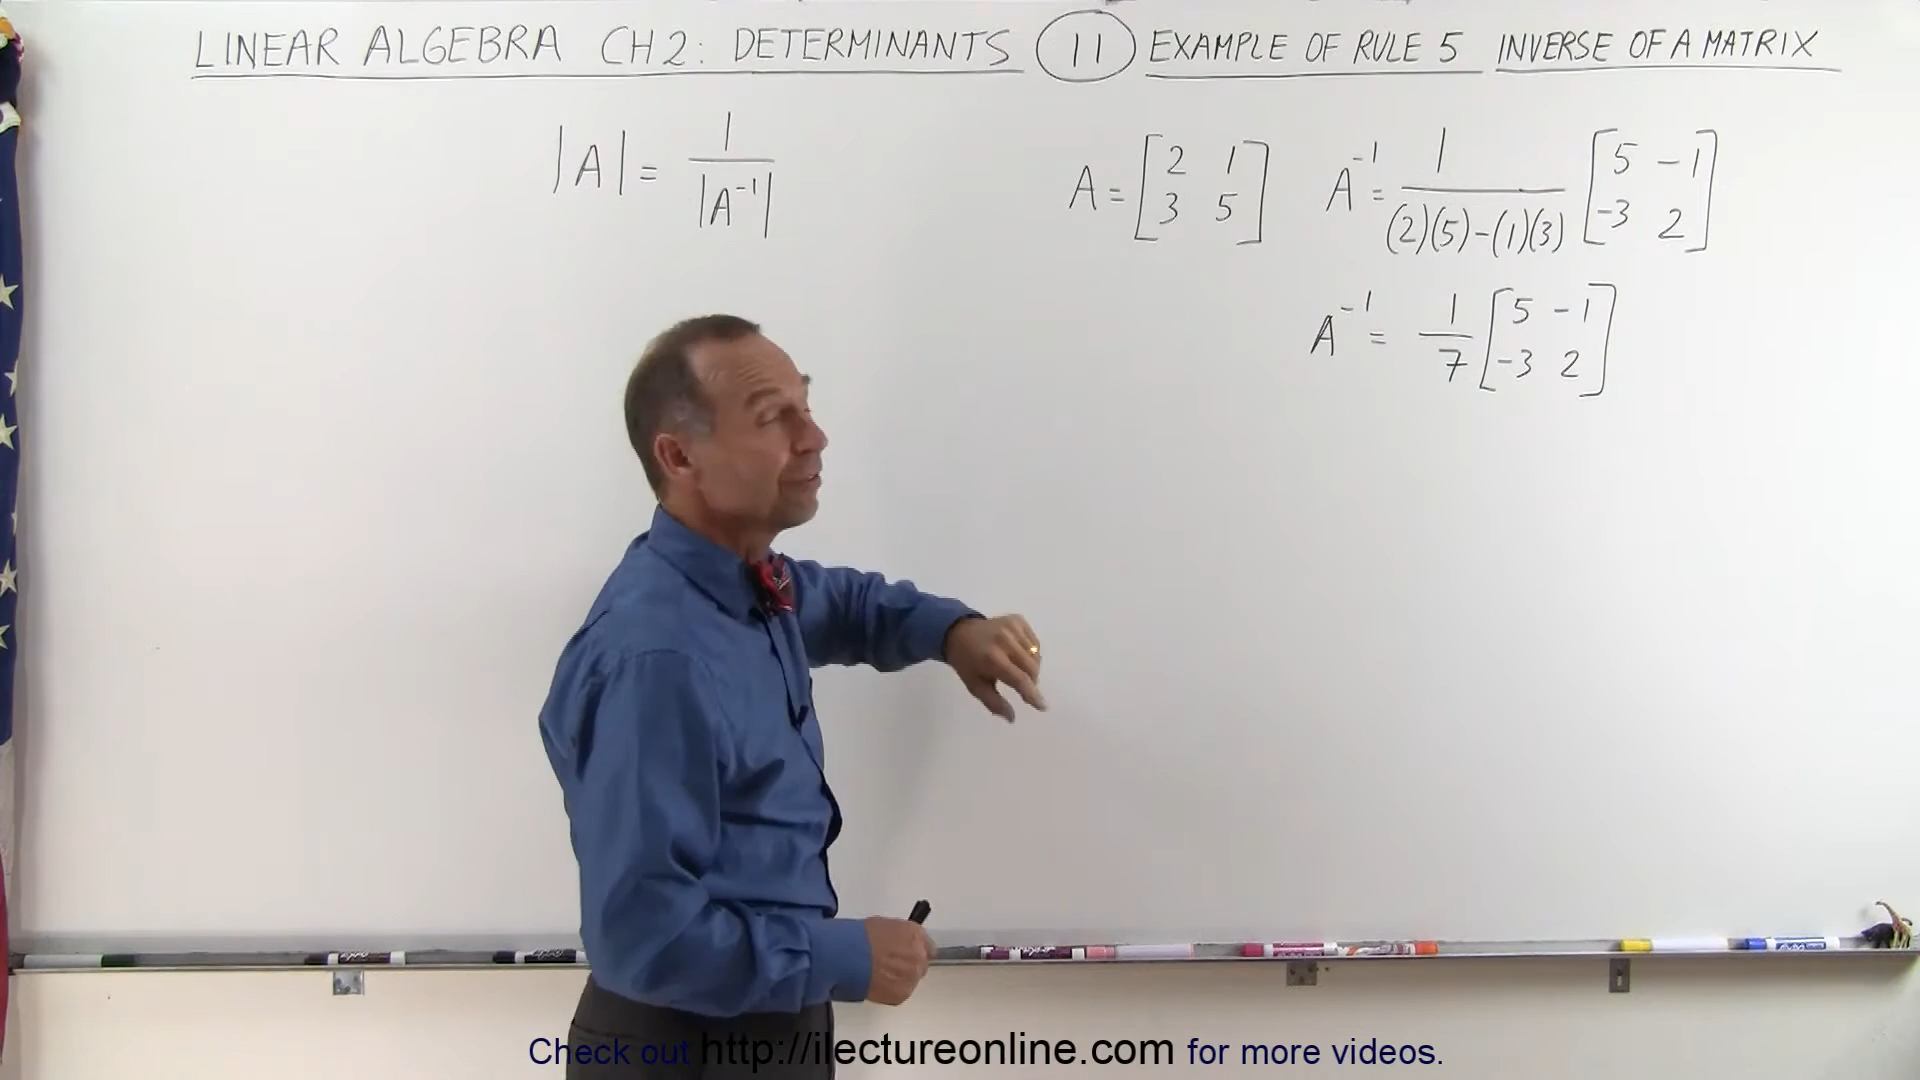 LINEAR ALGEBRA CH 2: DETERMINANTS 11 EXAMPLE OF RULE 5 INVERSE OF A MATRIX
|A| = 1 / |A⁻¹|
A = [2 1; 3 5] A⁻¹ = 1 / (2)(5)-(1)(3) [5 -1; -3 2]
A⁻¹ = 1/7 [5 -1; -3 2]
Check out http://ilectureonline.com for more videos.